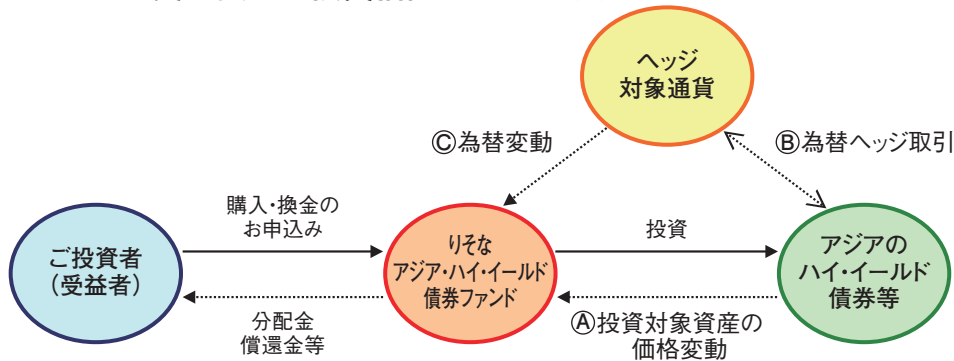 ヘッジ
対象通貨
Ⓒ為替変動
Ⓑ為替ヘッジ取引
購入・換金の
お申込み
投資
ご投資者
(受益者)
りそな
アジア・ハイ・イールド
債券ファンド
アジアの
ハイ・イールド
債券等
分配金
償還金等
Ⓐ投資対象資産の
価格変動